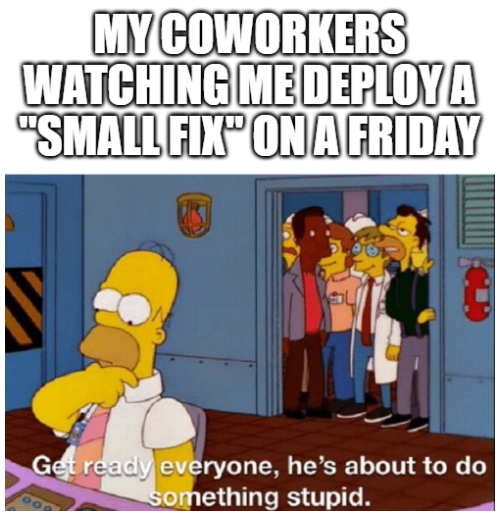 MY COWORKERS
WATCHING ME DEPLOY A
"SMALL FIX" ON A FRIDAY
Get ready everyone, he's about to do
something stupid.